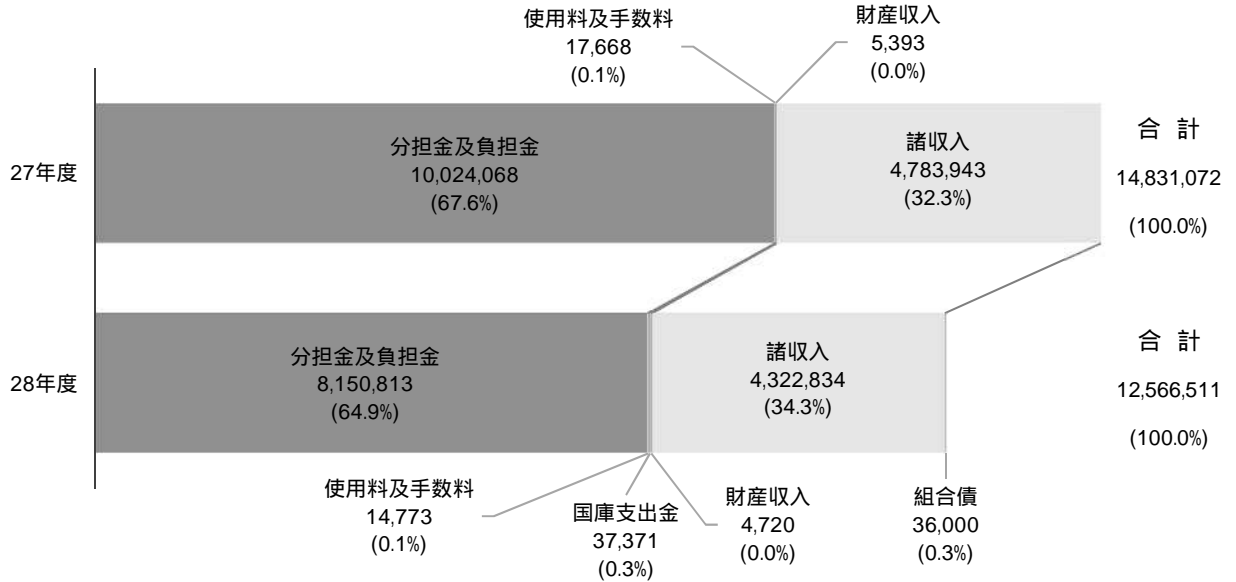 使用料及手数料
17,668
(0.1%)
財産収入
5,393
(0.0%)
27年度
分担金及負担金
10,024,068
(67.6%)
諸収入
4,783,943
(32.3%)
合 計
14,831,072
(100.0%)
28年度
分担金及負担金
8,150,813
(64.9%)
諸収入
4,322,834
(34.3%)
合 計
12,566,511
(100.0%)
使用料及手数料
14,773
(0.1%)
国庫支出金
37,371
(0.3%)
財産収入
4,720
(0.0%)
組合債
36,000
(0.3%)